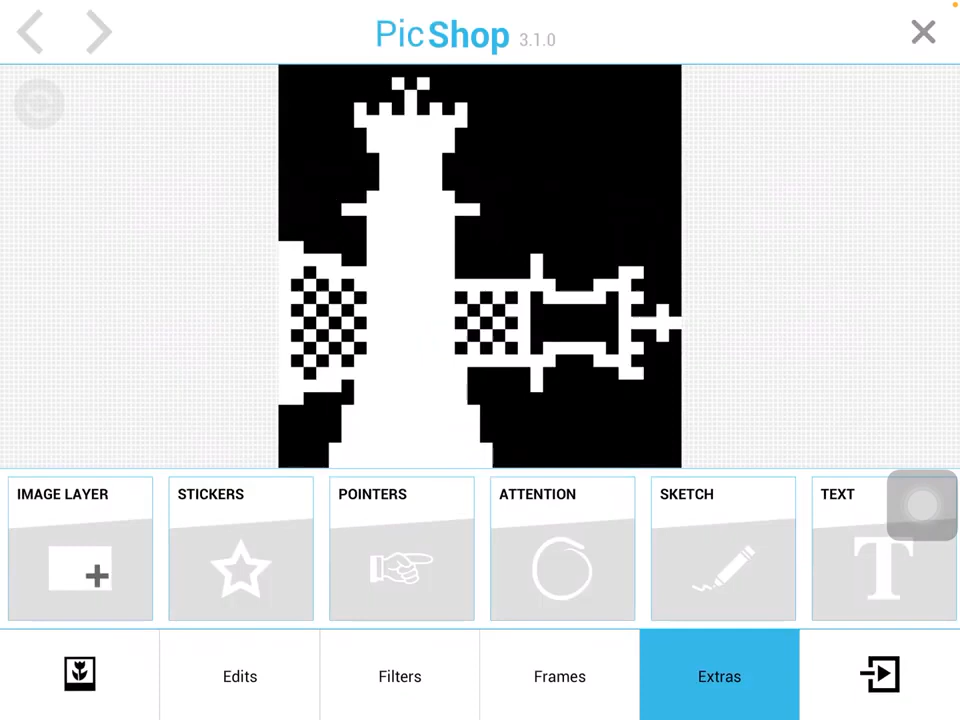 PicShop 3.1.0
IMAGE LAYER
STICKERS
POINTERS
ATTENTION
SKETCH
TEXT
T
Edits
Filters
Frames
Extras